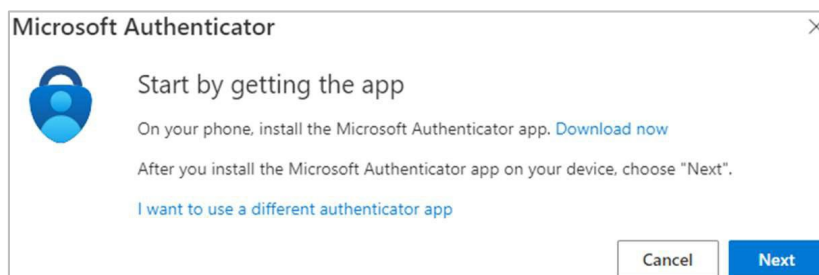 Microsoft Authenticator
Start by getting the app
On your phone, install the Microsoft Authenticator app. Download now
After you install the Microsoft Authenticator app on your device, choose "Next".
I want to use a different authenticator app
Cancel Next